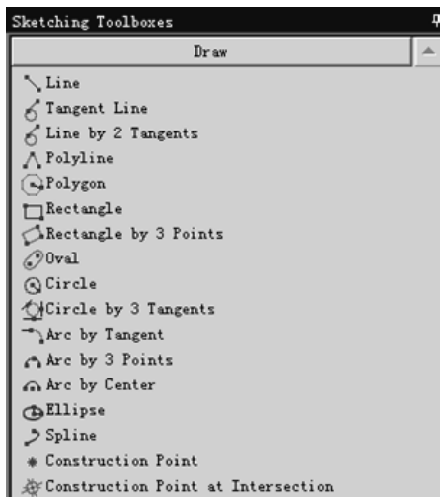 Sketching Toolboxes
Draw
Line
Tangent Line
Line by 2 Tangents
Polyline
Polygon
Rectangle
Rectangle by 3 Points
Oval
Circle
Circle by 3 Tangents
Arc by Tangent
Arc by 3 Points
Arc by Center
Ellipse
Spline
Construction Point
Construction Point at Intersection